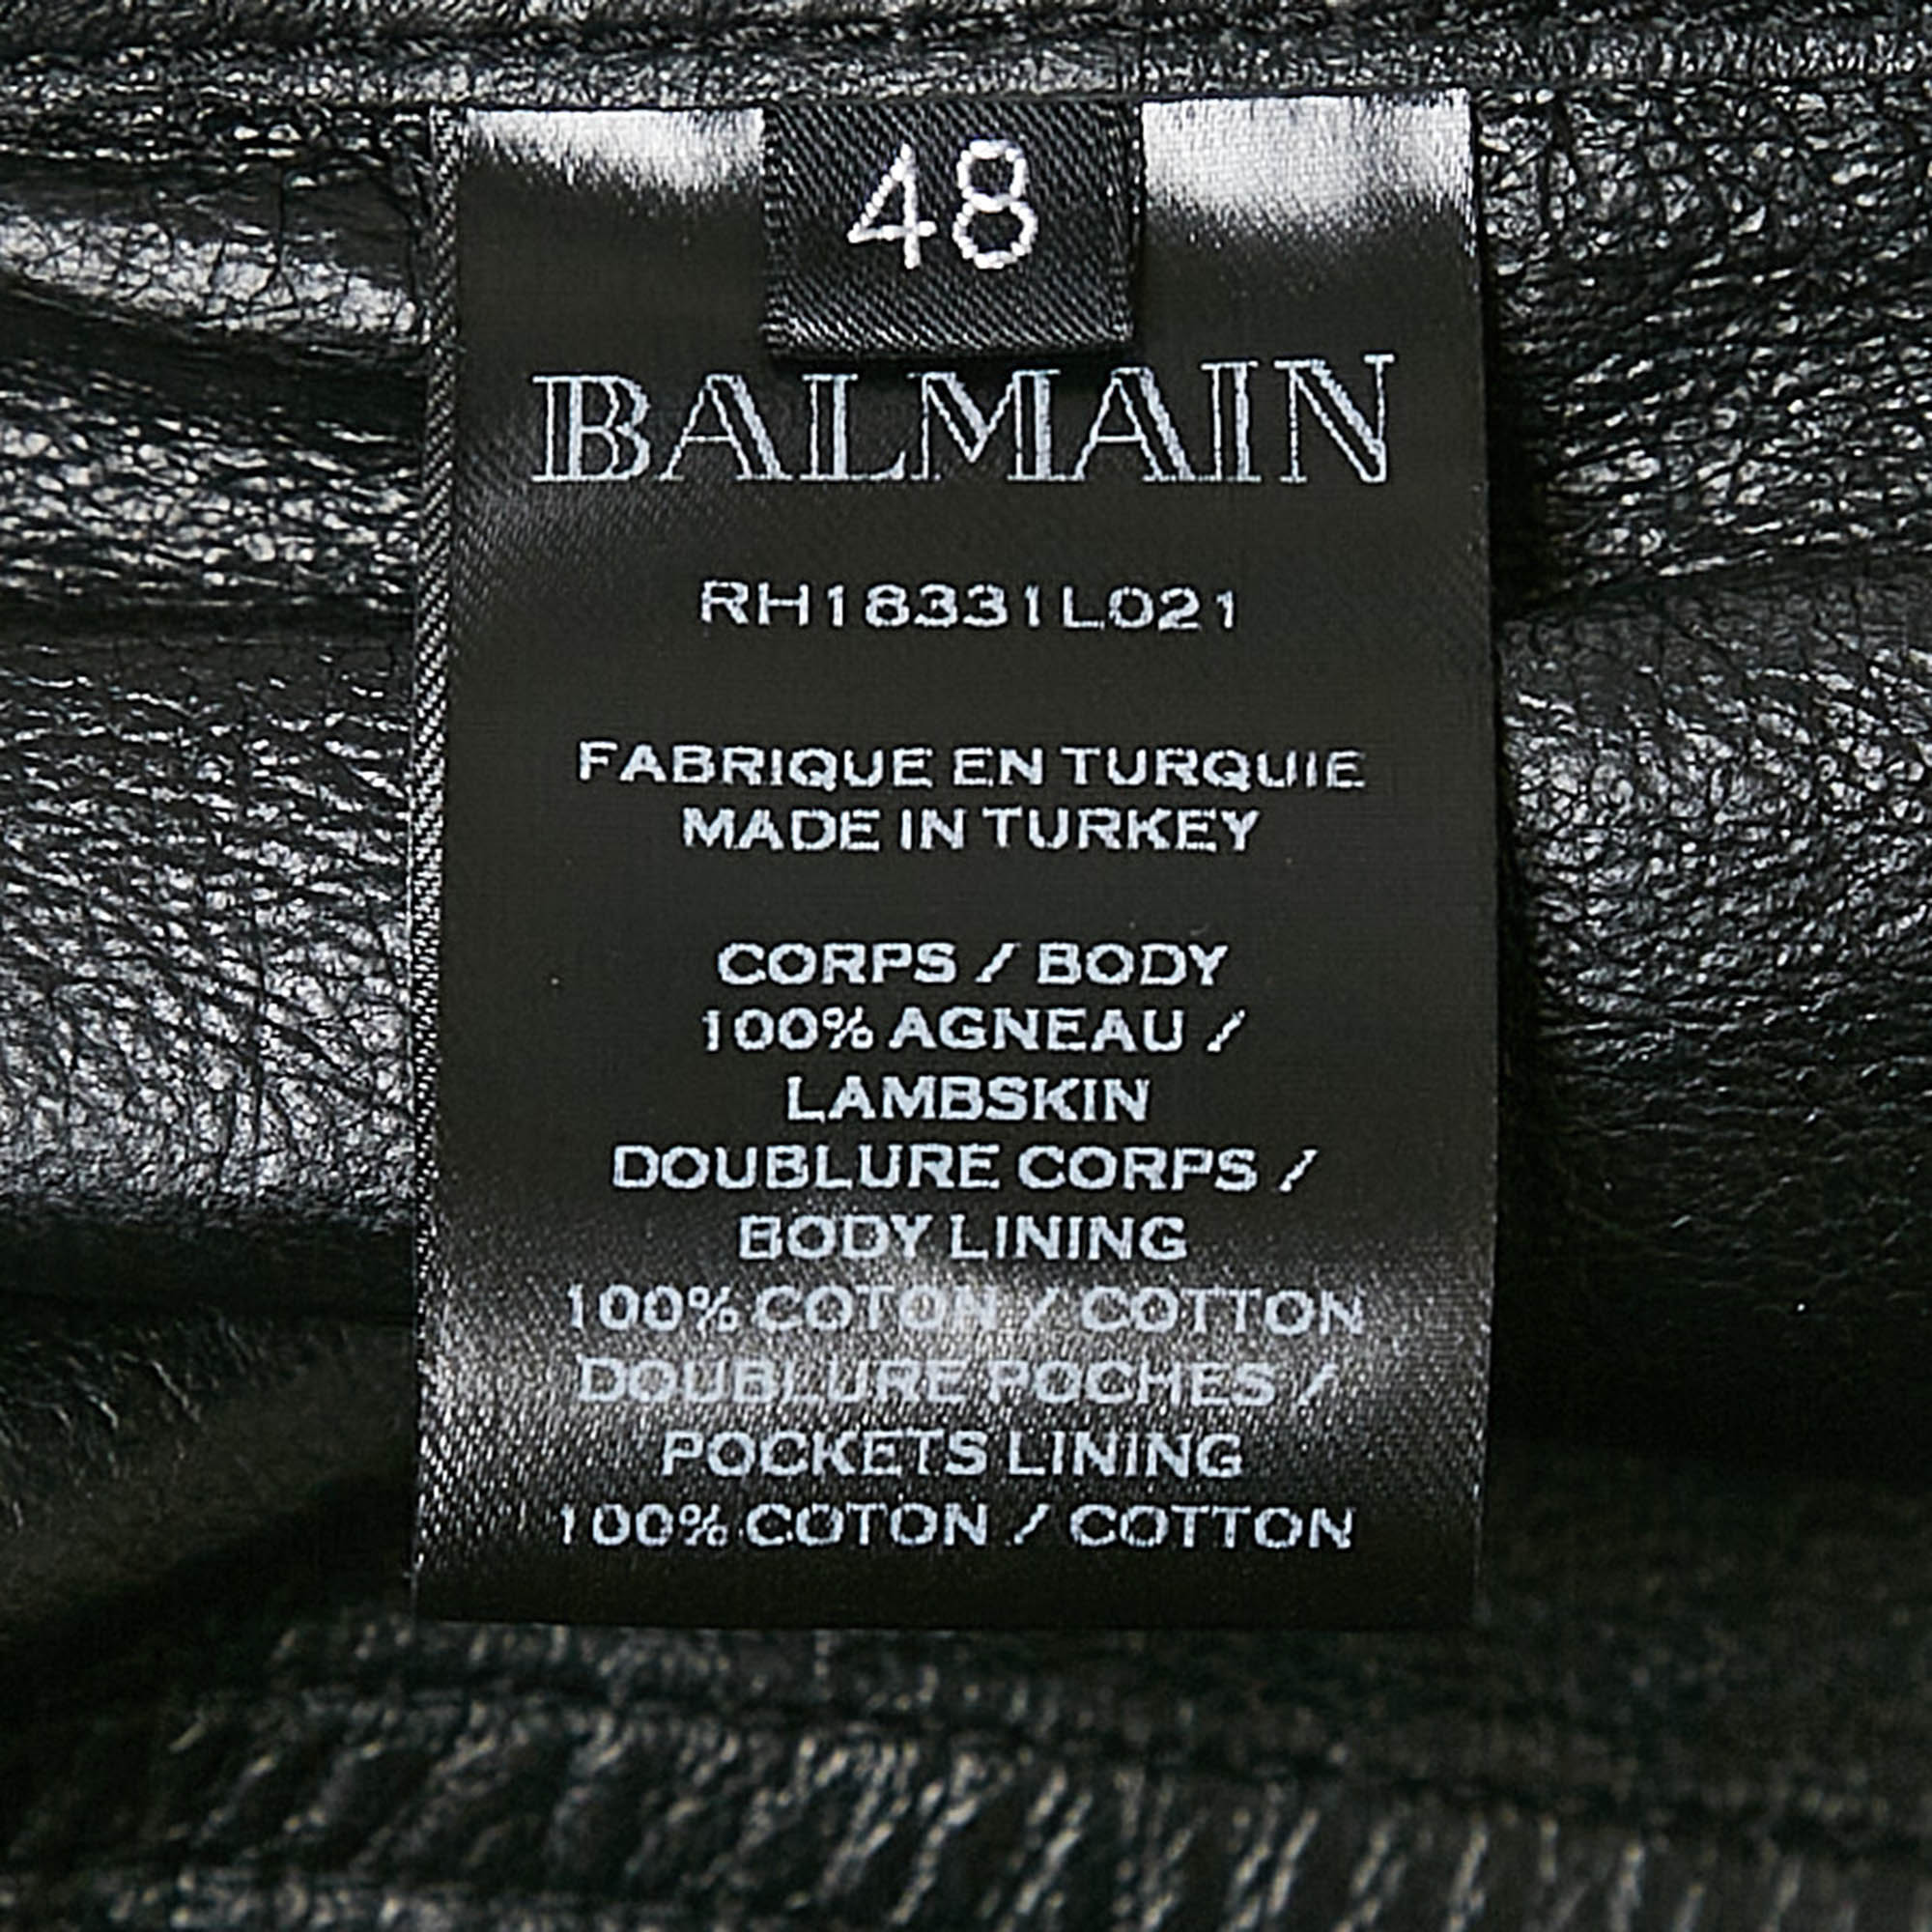 48
BALMAIN
RH18331L021
FABRIQUE EN TURQUIE
MADE IN TURKEY
CORPS / BODY
100% AGNEAU /
LAMBSKIN
DOUBLURE CORPS /
BODY LINING
100% COTON / COTTON
DOUBLURE POCHES /
POCKETS LINING
100% COTON / COTTON